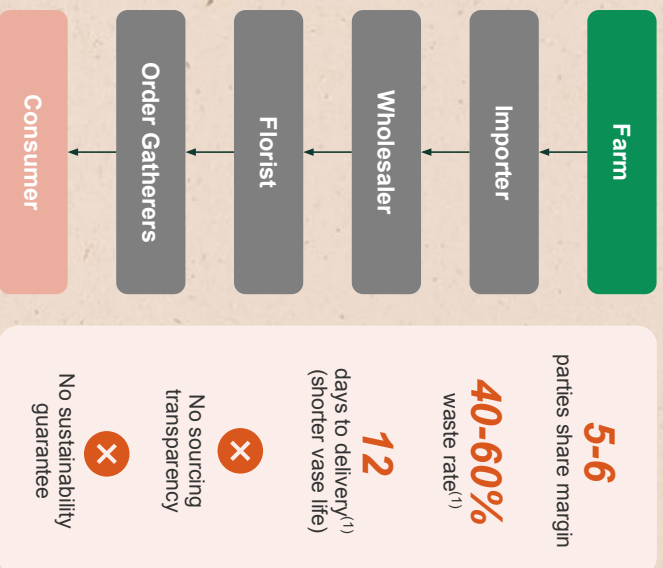 Farm
Importer
Wholesaler
Florist
Order Gatherers
Consumer
5-6
parties share margin
40-60%
waste rate(1)
12
days to delivery(1)
(shorter vase life)
No sourcing
transparency
No sustainability
guarantee